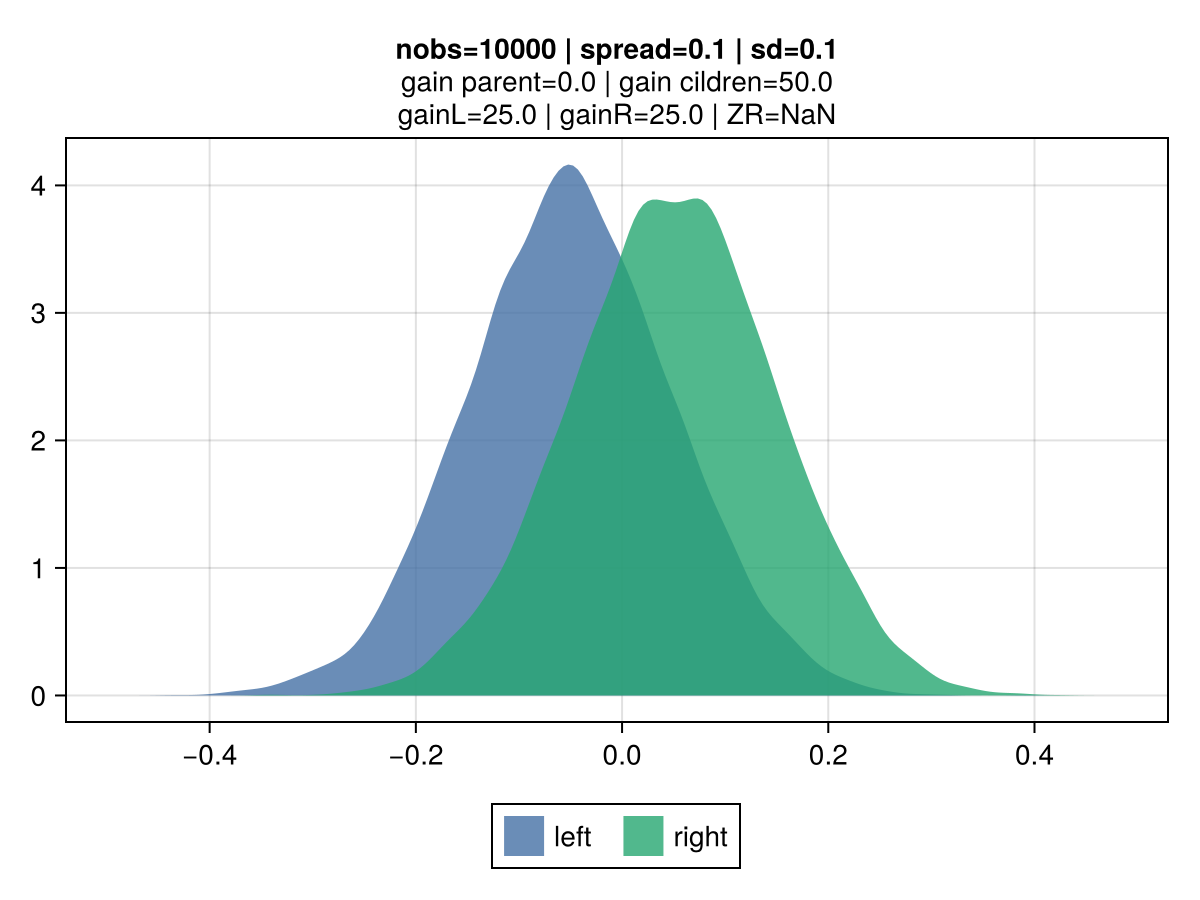 nobs=10000 | spread=0.1 | sd=0.1
gain parent=0.0 | gain cildren=50.0
gainL=25.0 | gainR=25.0 | ZR=NaN
4
3
2
1
0
−0.4 −0.2 0.0 0.2 0.4
left right